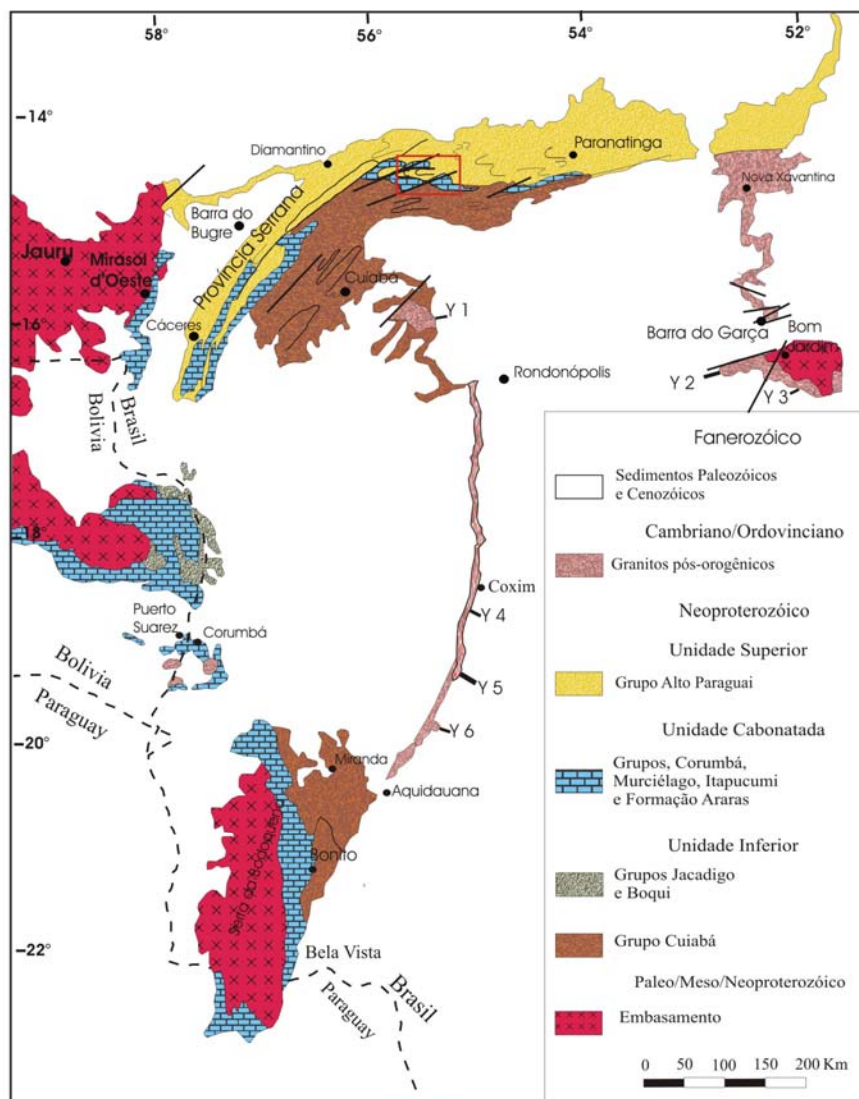 58°
56°
54°
52°
14°
Diamantino
Paranatinga
Nova Xavantina
Barra do
Bugre
Provincia Serrana
Jauru
Mirasol
d'Oeste
Cuiabá
Y 1
16°
Cáceres
Barra do Garça
Bom
Jardim
Y 2
Y 3
Rondonópolis
Bolivia
Brasil
18°
Coxim
Y 4
Puerto
Suarez
Corumbá
Y 5
Bolivia
Paraguay
20°
Y 6
Miranda
Aquidauana
Serra da Bodoquena
Bonito
22°
Bela Vista
Brasil
Paraguay
Fanerozóico
Sedimentos Paleozóicos
e Cenozóicos
Cambriano/Ordovinciano
Granitos pós-orogênicos
Neoproterozóico
Unidade Superior
Grupo Alto Paraguai
Unidade Cabonatada
Grupos, Corumbá,
Murciélago, Itapucumi
e Formação Araras
Unidade Inferior
Grupos Jacadigo
e Boqui
Grupo Cuiabá
Paleo/Meso/Neoproterozóico
Embasamento
0 50 100 150 200 Km